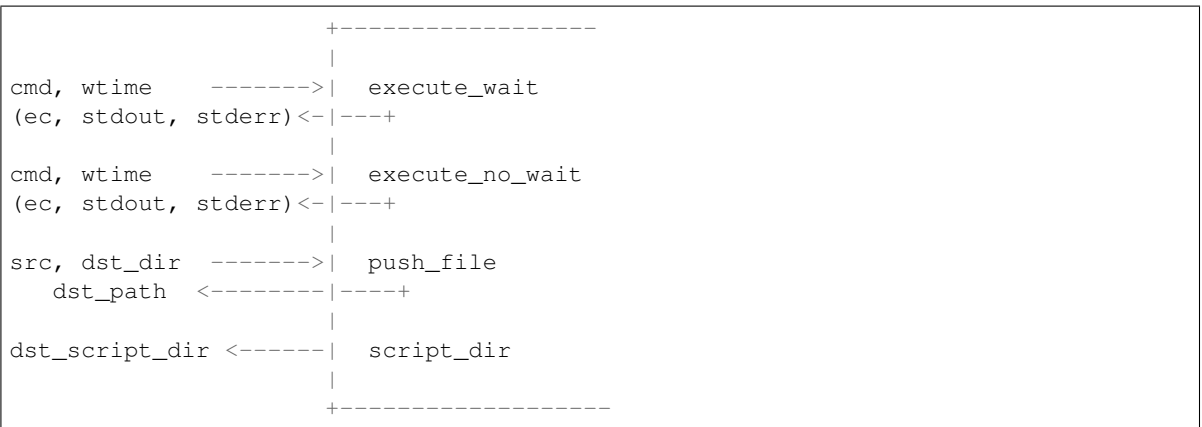 +------------------
                      |
cmd, wtime    ------->|  execute_wait
(ec, stdout, stderr)<-|---+
                      |
cmd, wtime    ------->|  execute_no_wait
(ec, stdout, stderr)<-|---+
                      |
src, dst_dir  ------->|  push_file
   dst_path  <--------|----+
                      |
dst_script_dir <------|  script_dir
                      |
                      +-------------------